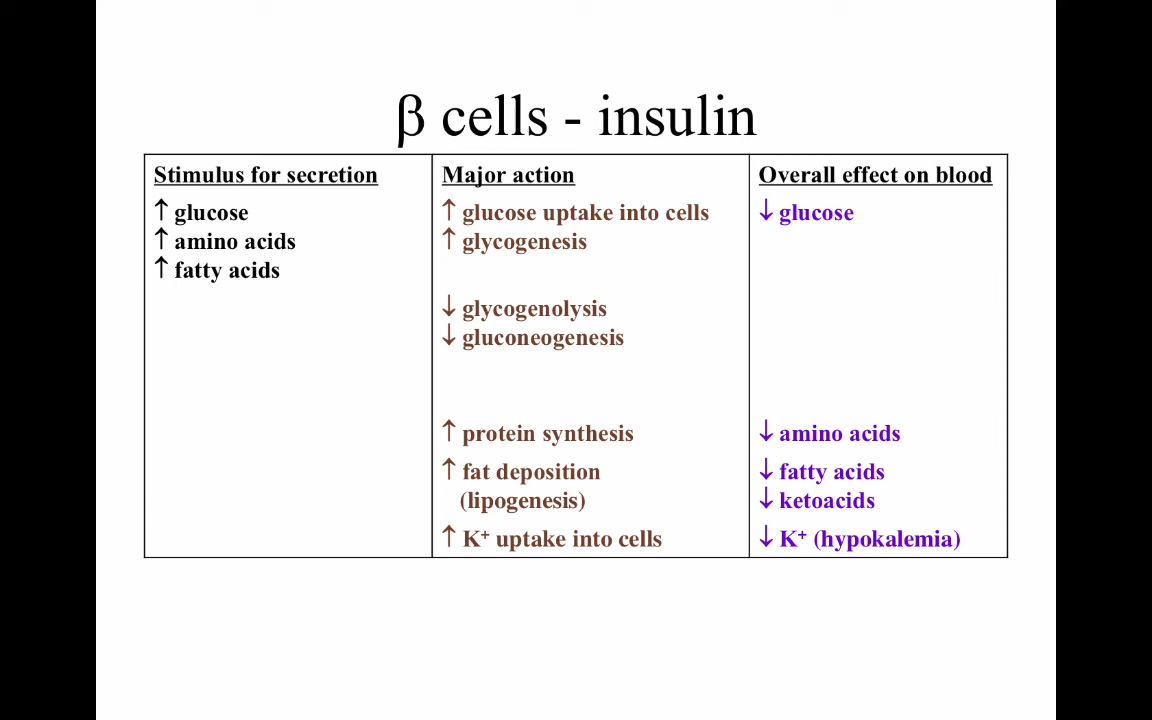 β cells - insulin
Stimulus for secretion
↑ glucose
↑ amino acids
↑ fatty acids
Major action
↑ glucose uptake into cells
↑ glycogenesis
↓ glycogenolysis
↓ gluconeogenesis
↑ protein synthesis
↑ fat deposition
(lipogenesis)
↑ K⁺ uptake into cells
Overall effect on blood
↓ glucose
↓ amino acids
↓ fatty acids
↓ ketoacids
↓ K⁺ (hypokalemia)